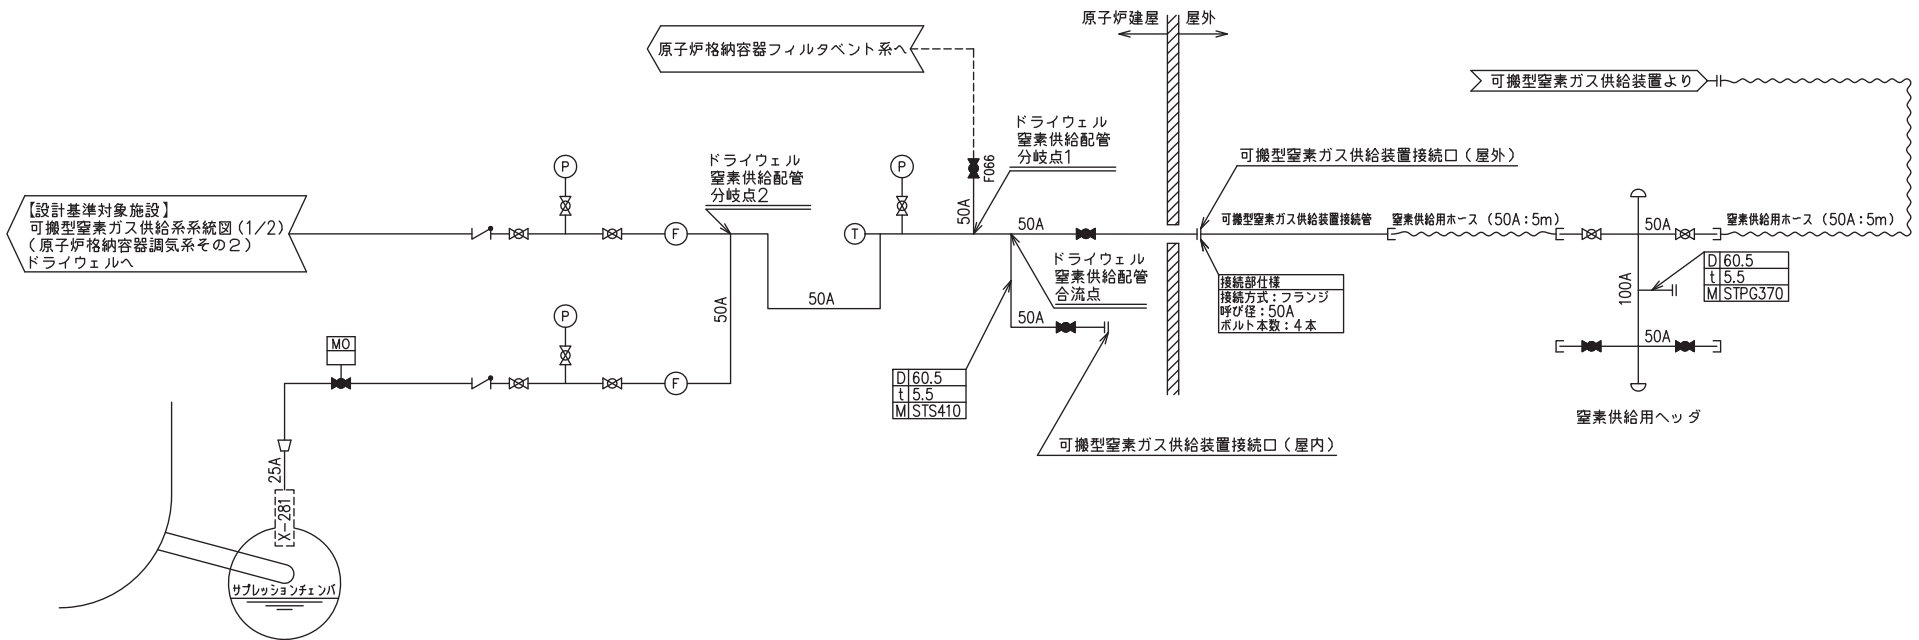 原子炉建屋
屋外
原子炉格納容器フィルタベント系へ
可搬型窒素ガス供給装置より
ドライウェル
窒素供給配管
分岐点1
P
P
F066
ドライウェル
窒素供給配管
分岐点2
可搬型窒素ガス供給装置接続口（屋外）
【設計基準対象施設】
可搬型窒素ガス供給系系統図（1/2）
（原子炉格納容器調気系その2）
ドライウェルへ
50A
F
T
50A
可搬型窒素ガス供給装置接続管
窒素供給用ホース（50A：5m）
50A
窒素供給用ホース（50A：5m）
ドライウェル
窒素供給配管
合流点
D 60.5
t 5.5
M STPG370
100A
接続部仕様
接続方式：フランジ
呼び径：50A
ボルト本数：4本
50A
50A
P
50A
50A
MO
F
D 60.5
t 5.5
M STS410
窒素供給用ヘッダ
可搬型窒素ガス供給装置接続口（屋内）
25A
X-281
サプレッションチェンバ